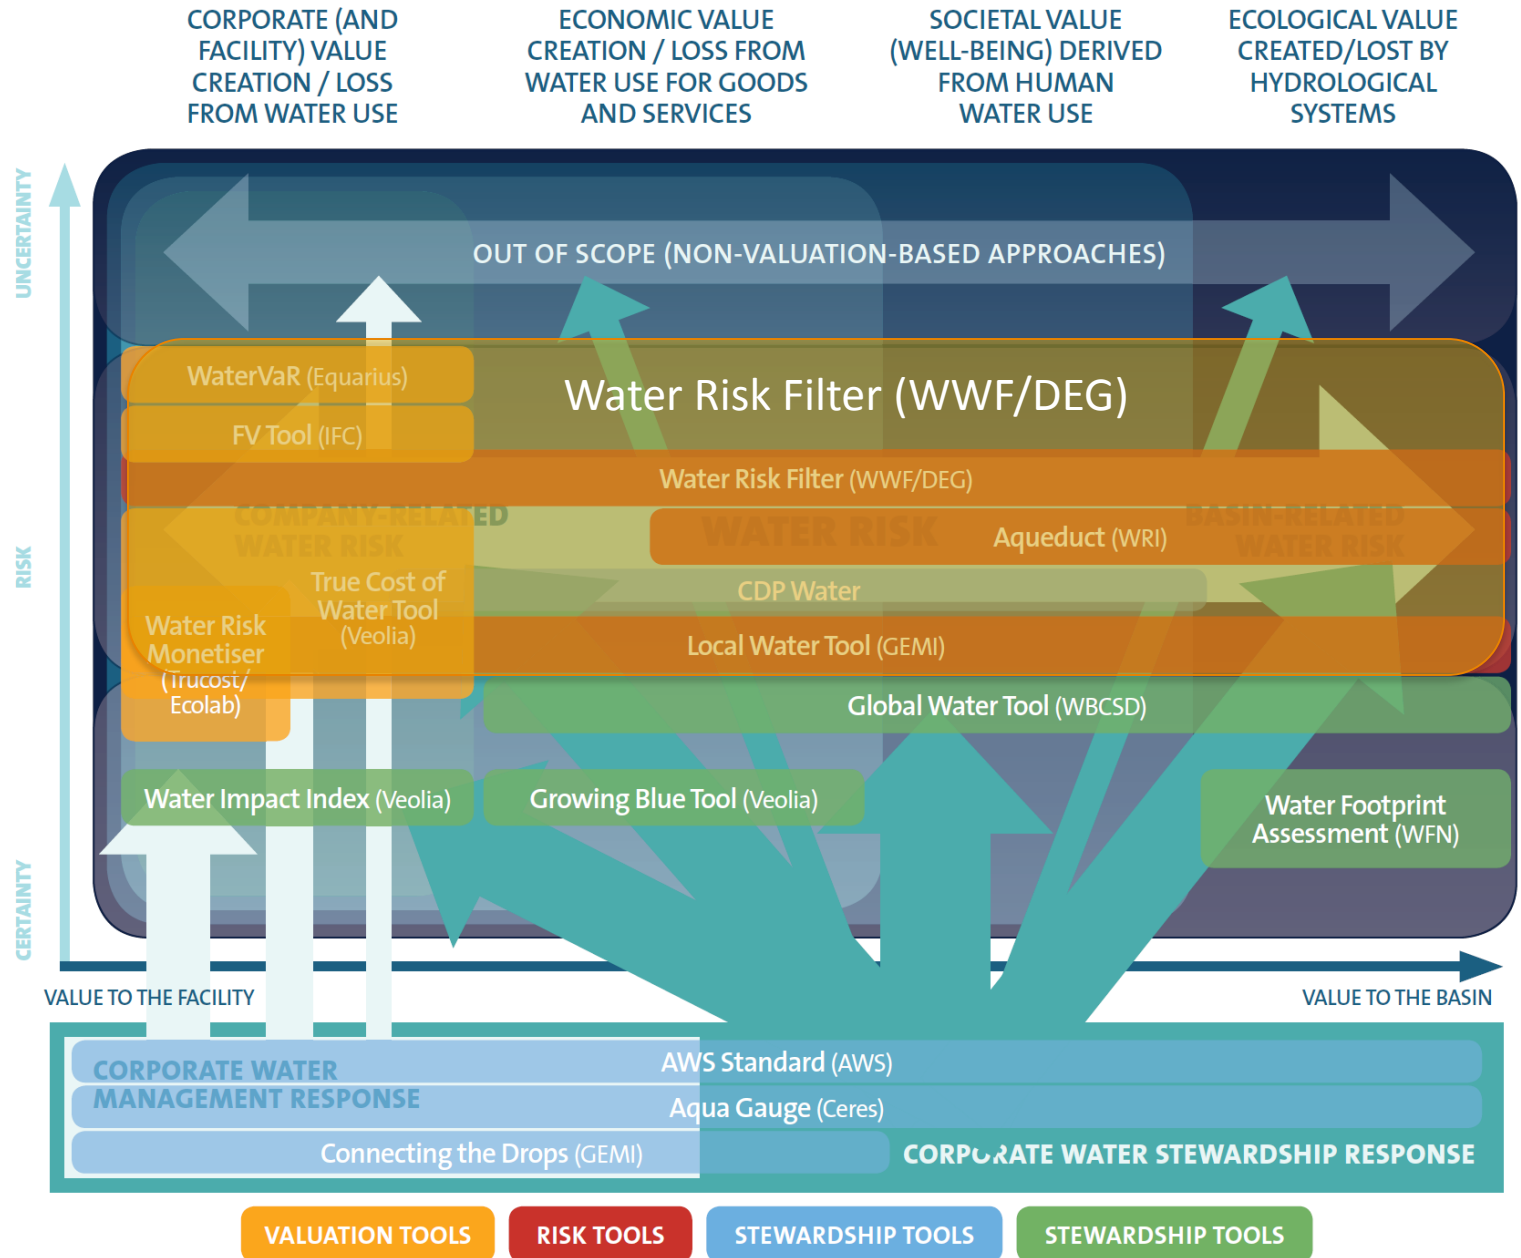 CORPORATE (AND
FACILITY) VALUE
CREATION / LOSS
FROM WATER USE
ECONOMIC VALUE
CREATION / LOSS FROM
WATER USE FOR GOODS
AND SERVICES
SOCIETAL VALUE
(WELL-BEING) DERIVED
FROM HUMAN
WATER USE
ECOLOGICAL VALUE
CREATED/LOST BY
HYDROLOGICAL
SYSTEMS
UNCERTAINTY
RISK
CERTAINTY
OUT OF SCOPE (NON-VALUATION-BASED APPROACHES)
WaterVaR (Equarius)
Water Risk Filter (WWF/DEG)
FV Tool (IFC)
Water Risk Filter (WWF/DEG)
COMPANY-RELATED
WATER RISK
WATER RISK
Aqueduct (WRI)
BASIN-RELATED
WATER RISK
True Cost of
Water Tool
(Veolia)
CDP Water
Water Risk
Monetiser
(Trucost/
Ecolab)
Local Water Tool (GEMI)
Global Water Tool (WBCSD)
Water Impact Index (Veolia)
Growing Blue Tool (Veolia)
Water Footprint
Assessment (WFN)
VALUE TO THE FACILITY
VALUE TO THE BASIN
CORPORATE WATER
MANAGEMENT RESPONSE
AWS Standard (AWS)
Aqua Gauge (Ceres)
Connecting the Drops (GEMI)
CORPORATE WATER STEWARDSHIP RESPONSE
VALUATION TOOLS
RISK TOOLS
STEWARDSHIP TOOLS
STEWARDSHIP TOOLS